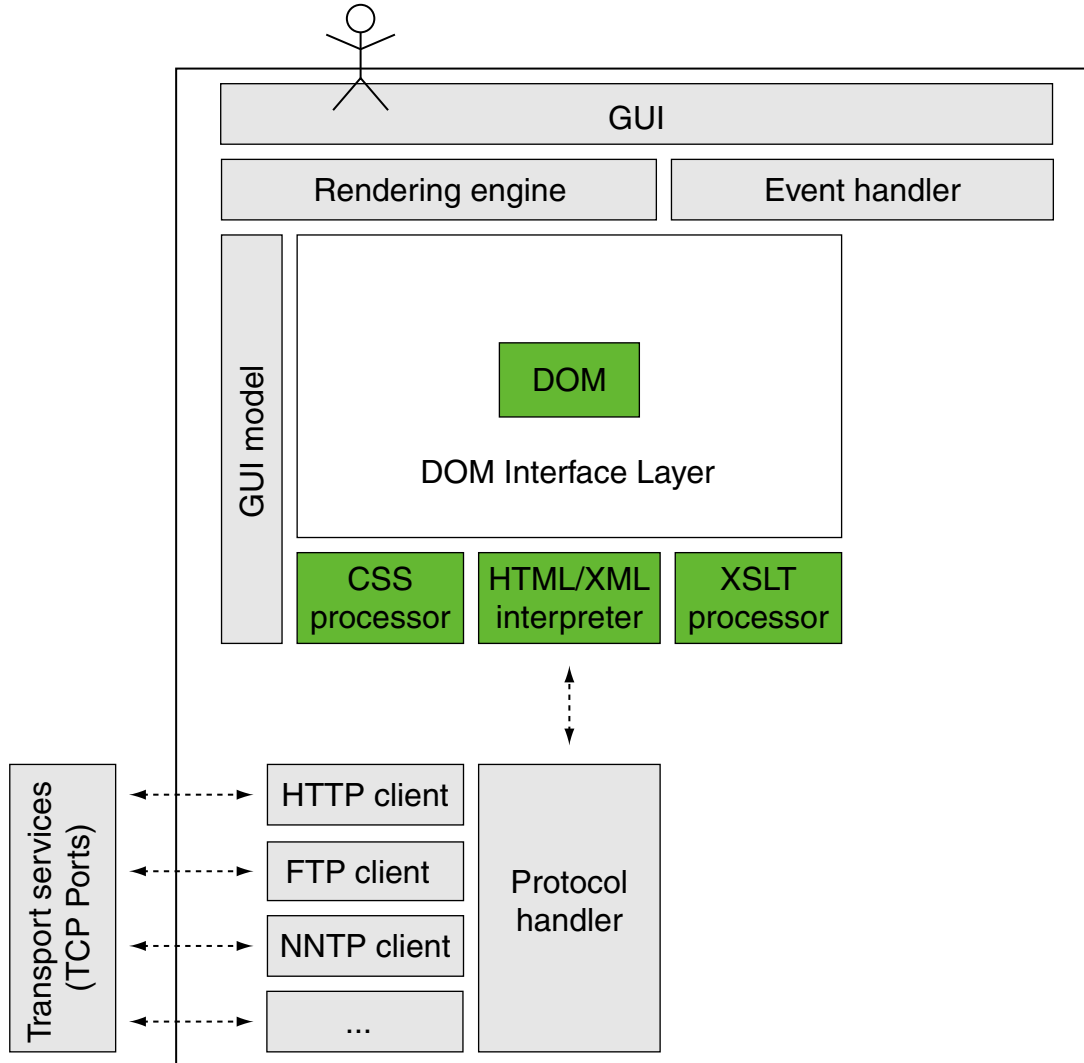 GUI
Rendering engine
Event handler
GUI model
DOM
DOM Interface Layer
CSS
processor
HTML/XML
interpreter
XSLT
processor
Transport services
(TCP Ports)
HTTP client
FTP client
NNTP client
...
Protocol
handler